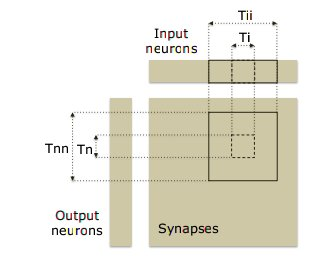 Tii
Input
neurons
Ti
Tnn
Tn
Output
neurons
Synapses